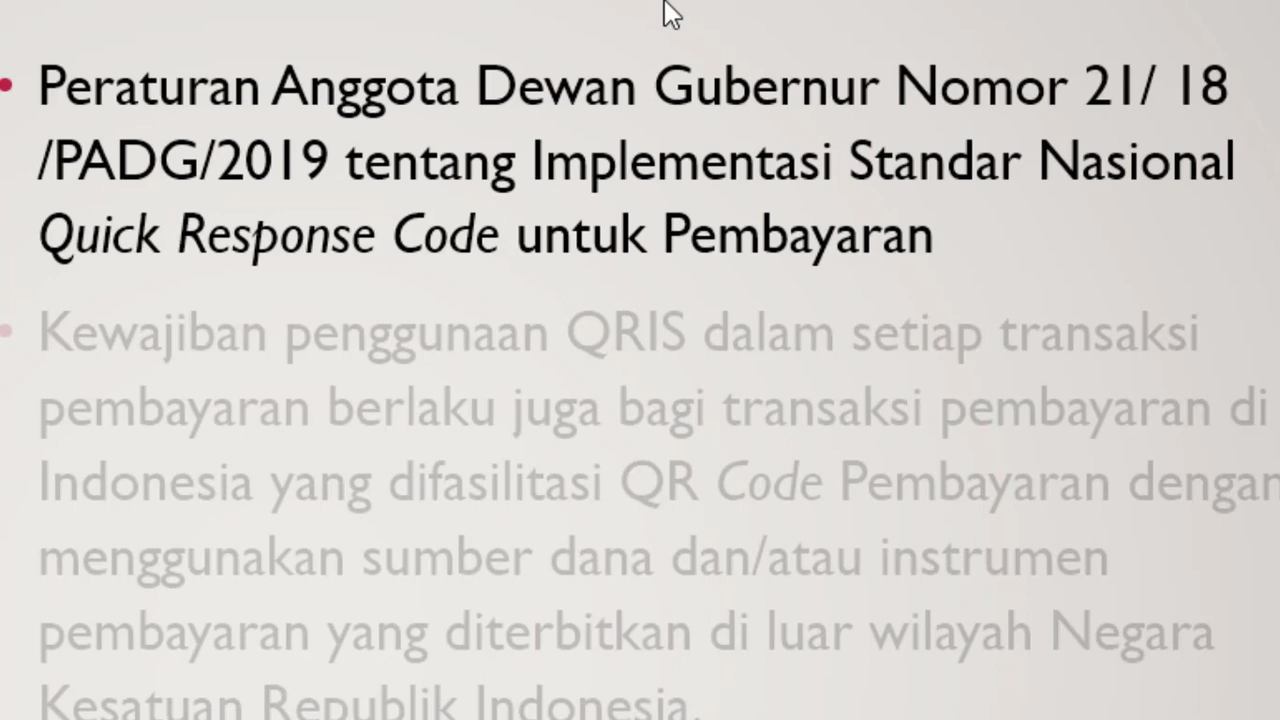 • Peraturan Anggota Dewan Gubernur Nomor 21/ 18
/PADG/2019 tentang Implementasi Standar Nasional
Quick Response Code untuk Pembayaran
• Kewajiban penggunaan QRIS dalam setiap transaksi
pembayaran berlaku juga bagi transaksi pembayaran di
Indonesia yang difasilitasi QR Code Pembayaran dengan
menggunakan sumber dana dan/atau instrumen
pembayaran yang diterbitkan di luar wilayah Negara
Kesatuan Republik Indonesia.